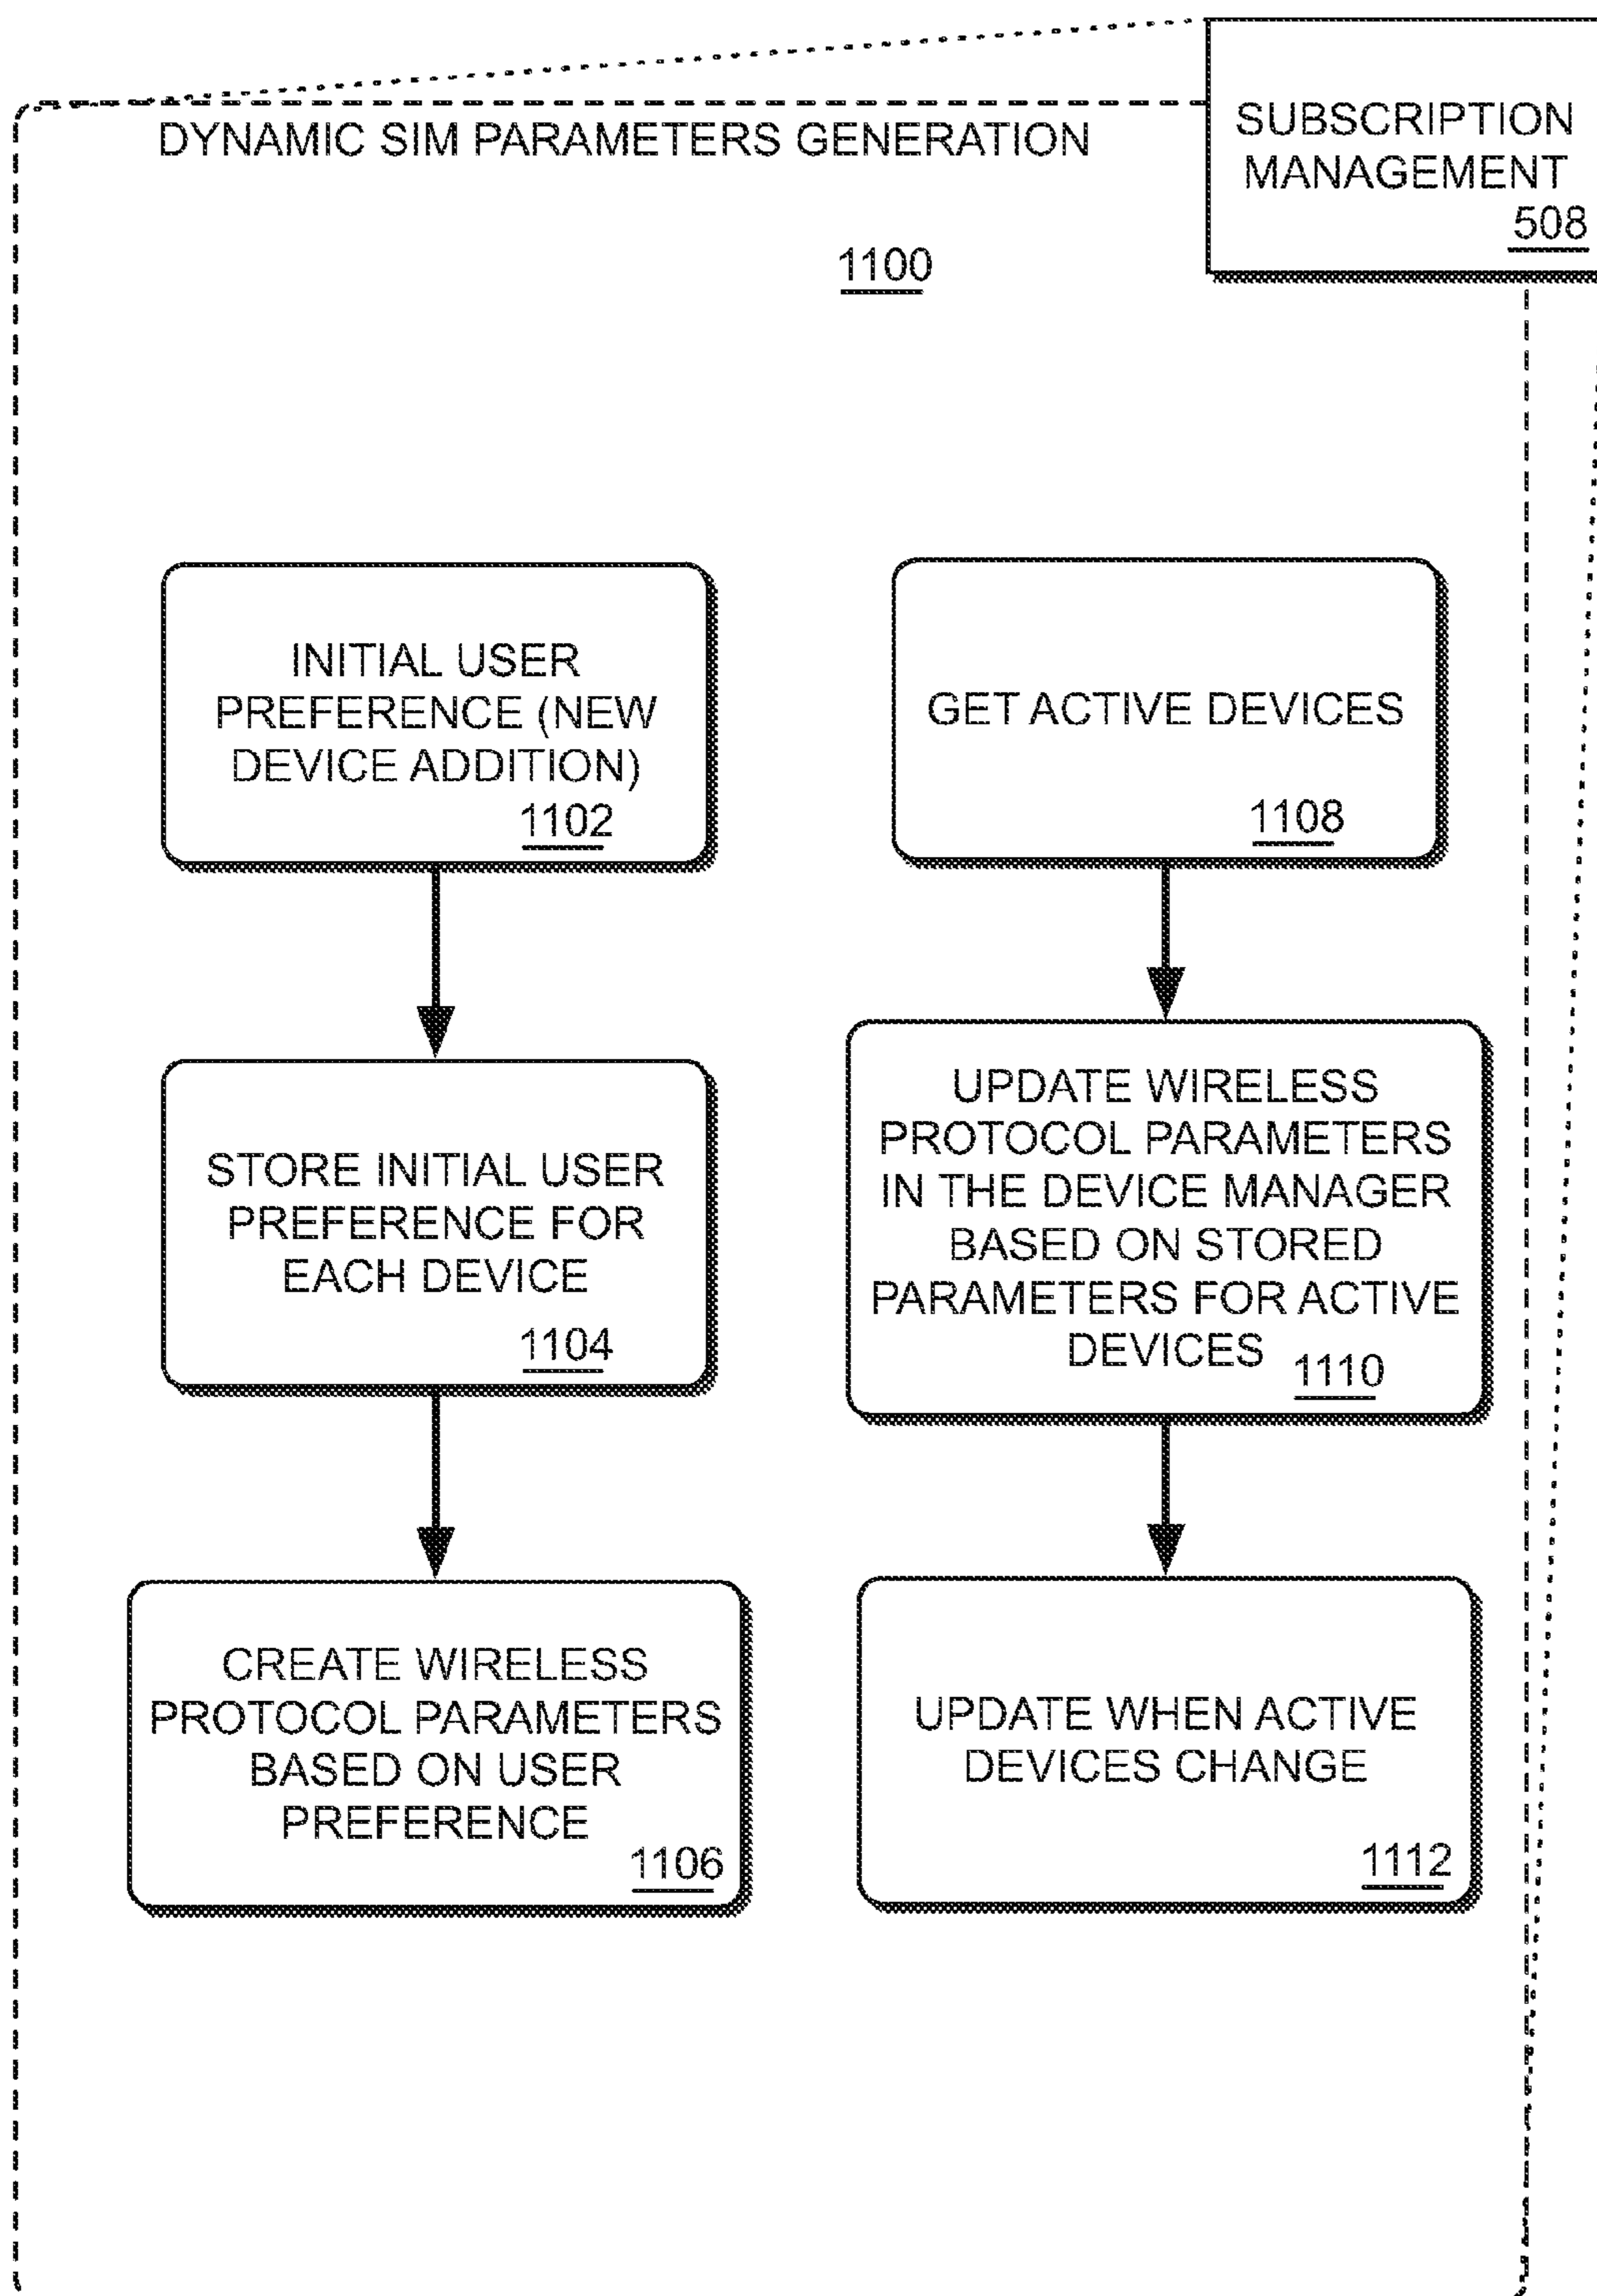 DYNAMIC SIM PARAMETERS GENERATION
1100
SUBSCRIPTION
MANAGEMENT
508
INITIAL USER
PREFERENCE (NEW
DEVICE ADDITION)
1102
STORE INITIAL USER
PREFERENCE FOR
EACH DEVICE
1104
CREATE WIRELESS
PROTOCOL PARAMETERS
BASED ON USER
PREFERENCE
1106
GET ACTIVE DEVICES
1108
UPDATE WIRELESS
PROTOCOL PARAMETERS
IN THE DEVICE MANAGER
BASED ON STORED
PARAMETERS FOR ACTIVE
DEVICES
1110
UPDATE WHEN ACTIVE
DEVICES CHANGE
1112